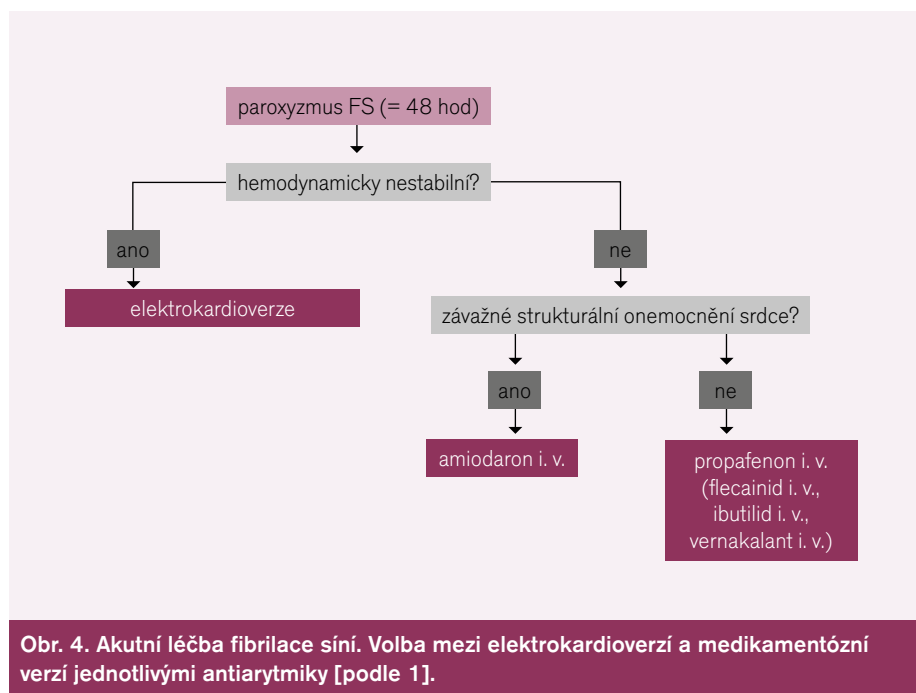 paroxyzmus FS (= 48 hod)
hemodynamicky nestabilní?
ano
ne
elektrokardioverze
závažné strukturální onemocnění srdce?
ano
ne
amiodaron i. v.
propafenon i. v.
(flecainid i. v.,
ibutilid i. v.,
vernakalant i. v.)
Obr. 4. Akutní léčba fibrilace síní. Volba mezi elektrokardioverzí a medikamentózní
verzí jednotlivými antiarytmiky [podle 1].